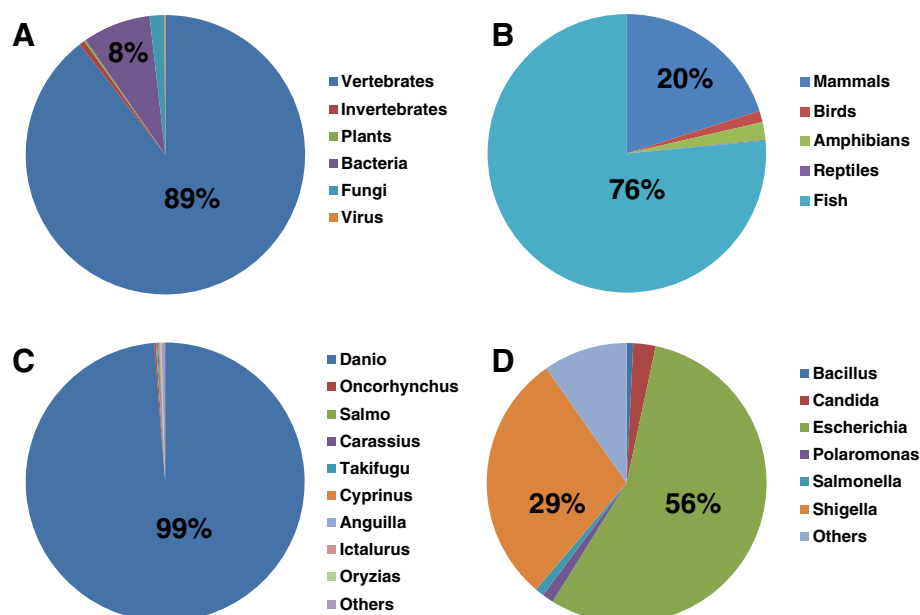 A
8%
89%
Vertebrates
Invertebrates
Plants
Bacteria
Fungi
Virus
B
20%
76%
Mammals
Birds
Amphibians
Reptiles
Fish
C
99%
Danio
Oncorhynchus
Salmo
Carassius
Takifugu
Cyprinus
Anguilla
Ictalurus
Oryzias
Others
D
29%
56%
Bacillus
Candida
Escherichia
Polaromonas
Salmonella
Shigella
Others